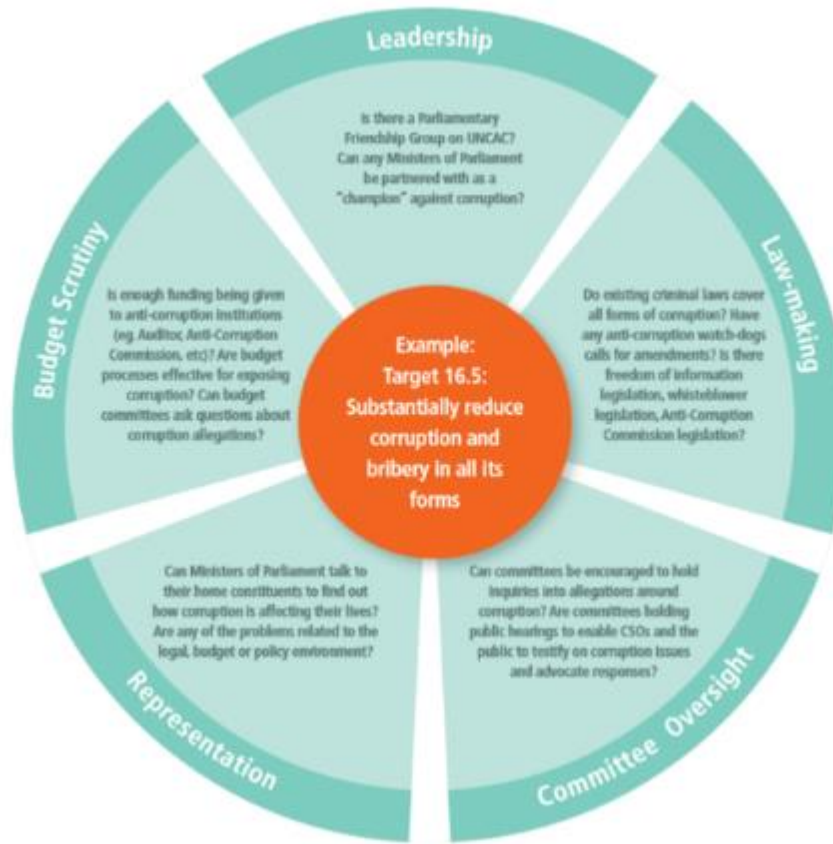 Leadership
Is there a Parliamentary
Friendship Group on UNCAC?
Can any Ministers of Parliament
be partnered with as a
"champion" against corruption?
Law-making
Do existing criminal laws cover
all forms of corruption? Have
any anti-corruption watch-dogs
calls for amendments? Is there
freedom of information
legislation, whisteblower
legislation, Anti-Corruption
Commission legislation?
Committee Oversight
Can committees be encouraged to hold
inquiries into allegations around
corruption? Are committees holding
public hearings to enable CSOs and the
public to testify on corruption issues
and advocate responses?
Representation
Can Ministers of Parliament talk to
their home constituents to find out
how corruption is affecting their lives?
Are any of the problems related to the
legal, budget or policy environment?
Budget Scrutiny
Is enough funding being given
to anti-corruption institutions
(eg. Auditor, Anti-Corruption
Commission, etc)? Are budget
processes effective for exposing
corruption? Can budget
committees ask questions about
corruption allegations?
Example:
Target 16.5:
Substantially reduce
corruption and
bribery in all its
forms